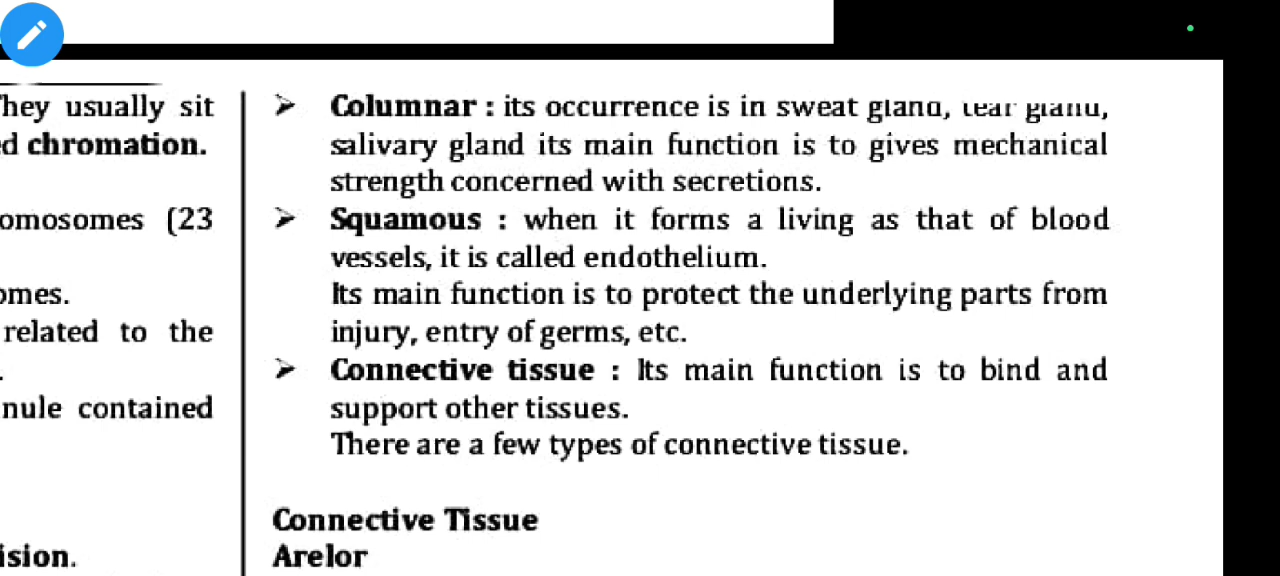 hey usually sit
d chromation.
omosomes (23
omes.
related to the
nule contained
ision.
➢ Columnar : its occurrence is in sweat gland, tear gland,
salivary gland its main function is to gives mechanical
strength concerned with secretions.
➢ Squamous : when it forms a living as that of blood
vessels, it is called endothelium.
Its main function is to protect the underlying parts from
injury, entry of germs, etc.
➢ Connective tissue : Its main function is to bind and
support other tissues.
There are a few types of connective tissue.
Connective Tissue
Arelor